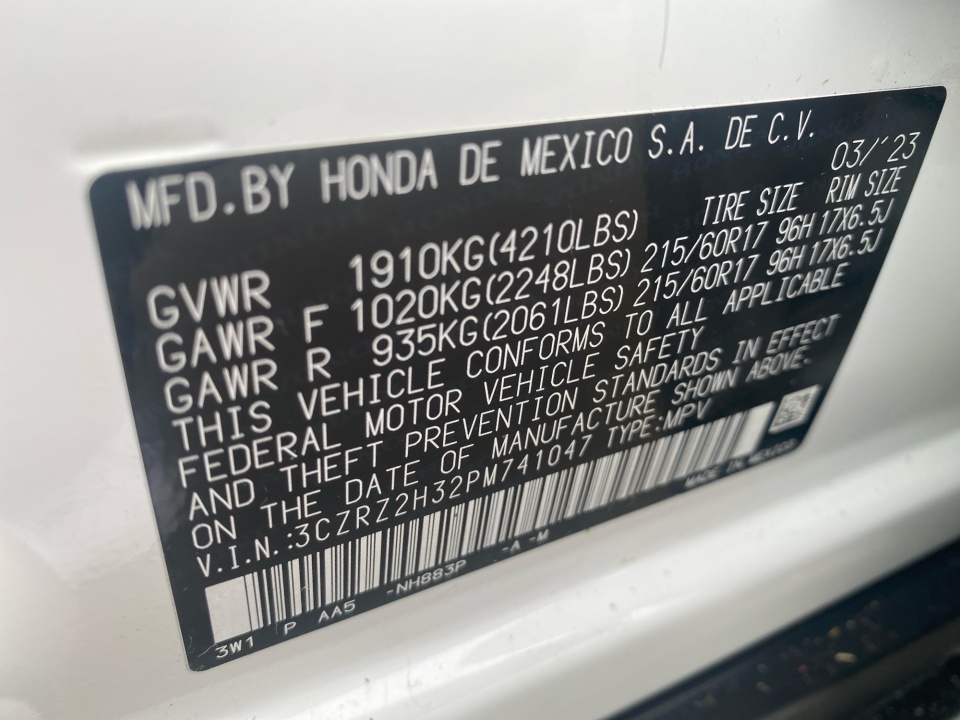 MFD.BY HONDA DE MEXICO S.A. DE C.V.
03/'23
TIRE SIZE RIM SIZE
GVWR 1910KG(4210LBS)
GAWR F 1020KG(2248LBS) 215/60R17 96H 17X6.5J
GAWR R 935KG(2061LBS) 215/60R17 96H 17X6.5J
THIS VEHICLE CONFORMS TO ALL APPLICABLE
FEDERAL MOTOR VEHICLE SAFETY
AND THEFT PREVENTION STANDARDS IN EFFECT
ON THE DATE OF MANUFACTURE SHOWN ABOVE.
V.I.N.:3CZRZ2H32PM741047 TYPE:MPV
MADE IN MEXICO
3W1 P AA5 -NH883P -A -M